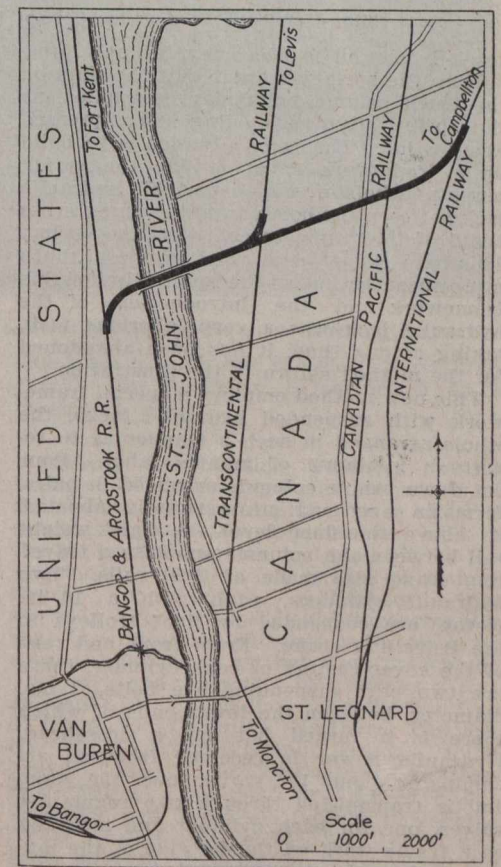 UNITED STATES
To Fort Kent
RIVER
ST. JOHN
RAILWAY
To Levis
TRANSCONTINENTAL
RAILWAY
CANADIAN PACIFIC
To Campbellton
RAILWAY
INTERNATIONAL
CANADA
BANGOR & AROOSTOOK R. R.
VAN
BUREN
To Bangor
To Moncton
ST. LEONARD
Scale
0 1000' 2000'